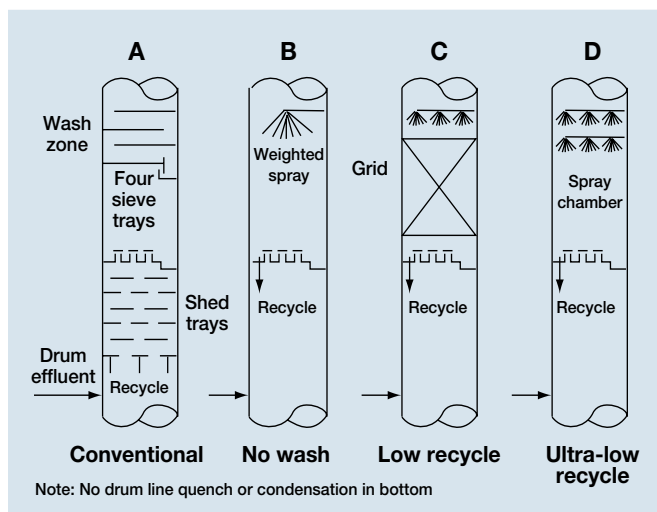 A
B
C
D
Wash
zone
Four
sieve
trays
Shed
trays
Drum
effluent
Recycle
Conventional
Weighted
spray
Recycle
No wash
Grid
Recycle
Low recycle
Spray
chamber
Recycle
Ultra-low
recycle
Note: No drum line quench or condensation in bottom